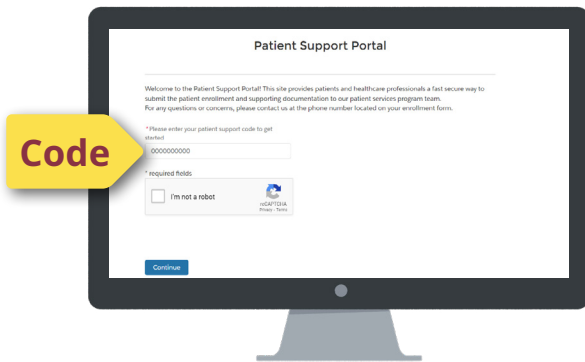 Patient Support Portal
Welcome to the Patient Support Portal! This site provides patients and healthcare professionals a fast secure way to
submit the patient enrollment and supporting documentation to our patient services program team.
For any questions or concerns, please contact us at the phone number located on your enrollment form.
* Please enter your patient support code to get
started
0000000000
Code
* required fields
I'm not a robot
reCAPTCHA
Privacy - Terms
Continue